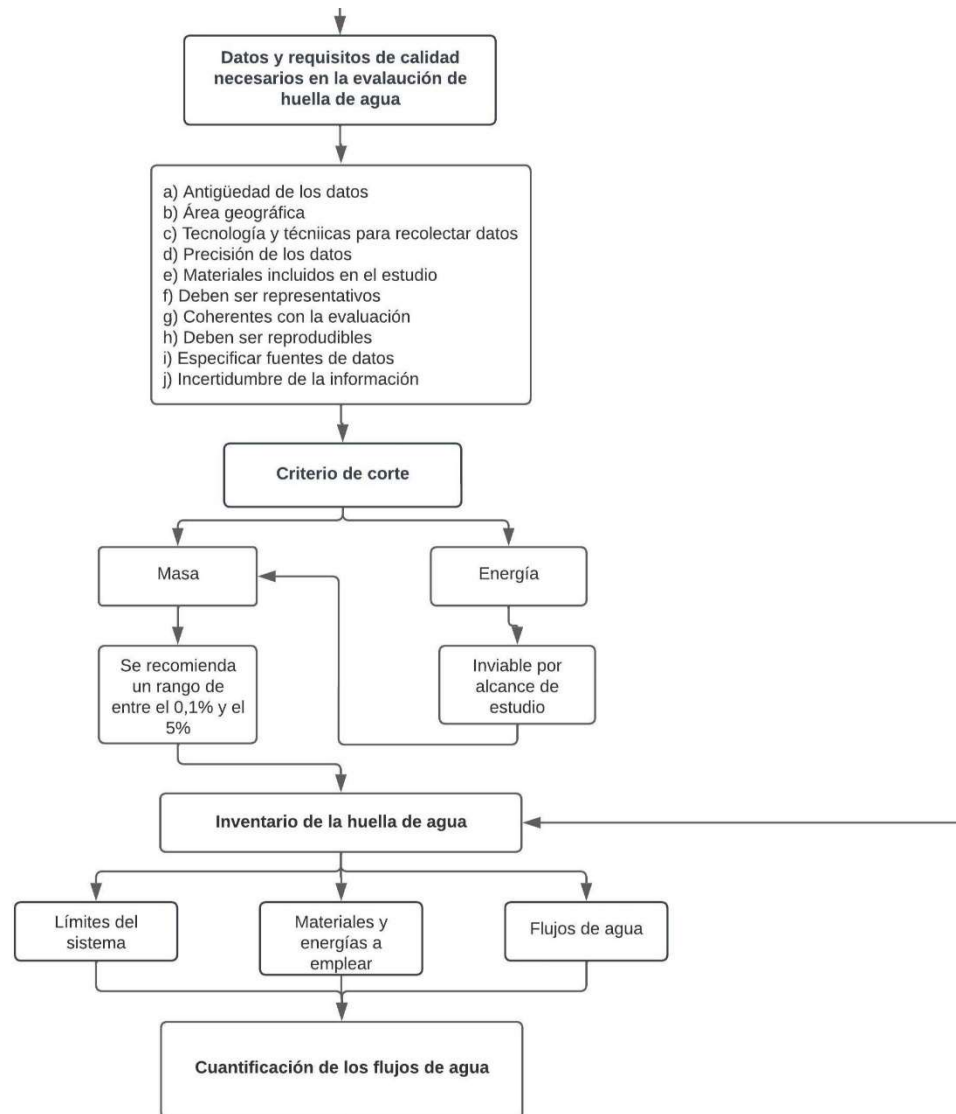 Datos y requisitos de calidad
necesarios en la evalaución de
huella de agua
a) Antigüedad de los datos
b) Área geográfica
c) Tecnología y técniicas para recolectar datos
d) Precisión de los datos
e) Materiales incluidos en el estudio
f) Deben ser representativos
g) Coherentes con la evaluación
h) Deben ser reprodudibles
i) Especificar fuentes de datos
j) Incertidumbre de la información
Criterio de corte
Masa
Energía
Se recomienda
un rango de
entre el 0,1% y el
5%
Inviable por
alcance de
estudio
Inventario de la huella de agua
Límites del
sistema
Materiales y
energías a
emplear
Flujos de agua
Cuantificación de los flujos de agua